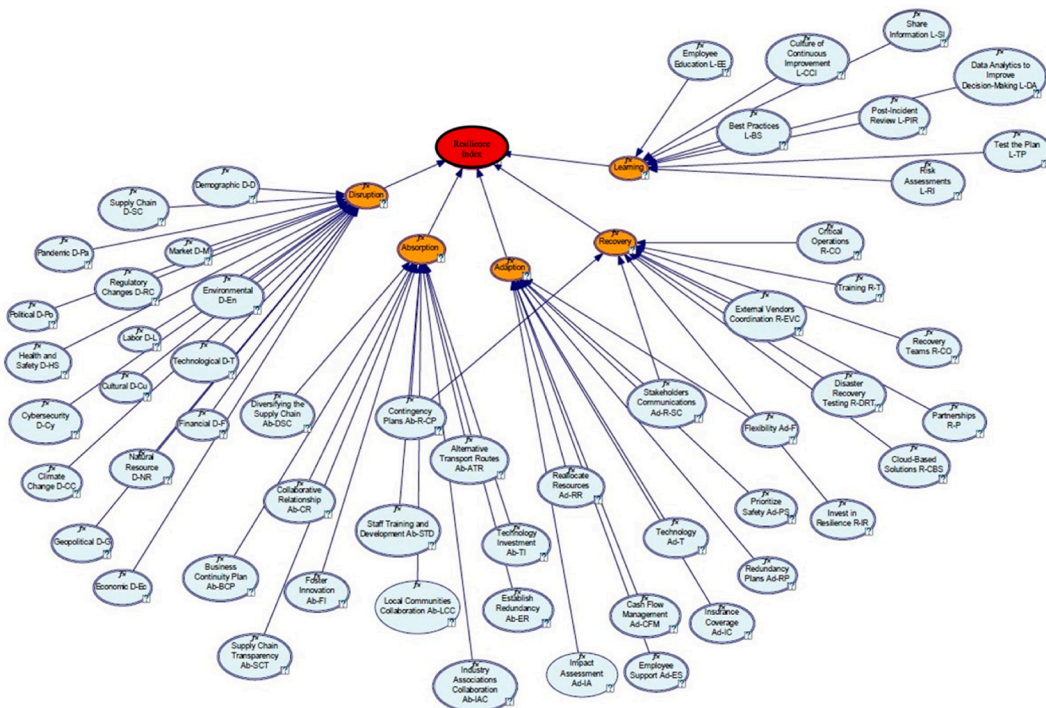 Share
Information L-SI
Employee
Education L-EE
Culture of
Continuous
Improvement
L-CCI
Data Analytics to
Improve
Decision-Making L-DA
Best Practices
L-BS
Post-Incident
Review L-PIR
Test the Plan
L-TP
Resilience
Index
Learning
Risk
Assessments
L-RI
Demographic D-D
Disruption
Supply Chain
D-SC
Pandemic D-Pa
Market D-M
Absorption
Recovery
Critical
Operations
R-CO
Adaption
Regulatory
Changes D-RC
Environmental
D-En
Training R-T
Political D-Po
External Vendors
Coordination R-EVC
Labor D-L
Recovery
Teams R-CO
Health and
Safety D-HS
Technological D-T
Cultural D-Cu
Stakeholders
Communications
Ad-R-SC
Disaster
Recovery
Testing R-DRT
Diversifying the
Supply Chain
Ab-DSC
Contingency
Plans Ab-R-CP
Partnerships
R-P
Cybersecurity
D-Cy
Financial D-F
Flexibility Ad-F
Alternative
Transport Routes
Ab-ATR
Cloud-Based
Solutions R-CBS
Natural
Resource
D-NR
Climate
Change D-CC
Reallocate
Resources
Ad-RR
Collaborative
Relationship
Ab-CR
Prioritize
Safety Ad-PS
Invest in
Resilience R-IR
Staff Training and
Development Ab-STD
Technology
Investment
Ab-TI
Technology
Ad-T
Geopolitical D-G
Business
Continuity Plan
Ab-BCP
Redundancy
Plans Ad-RP
Economic D-Ec
Foster
Innovation
Ab-FI
Local Communities
Collaboration Ab-LCC
Establish
Redundancy
Ab-ER
Cash Flow
Management
Ad-CFM
Insurance
Coverage
Ad-IC
Supply Chain
Transparency
Ab-SCT
Industry
Associations
Collaboration
Ab-IAC
Impact
Assessment
Ad-IA
Employee
Support Ad-ES